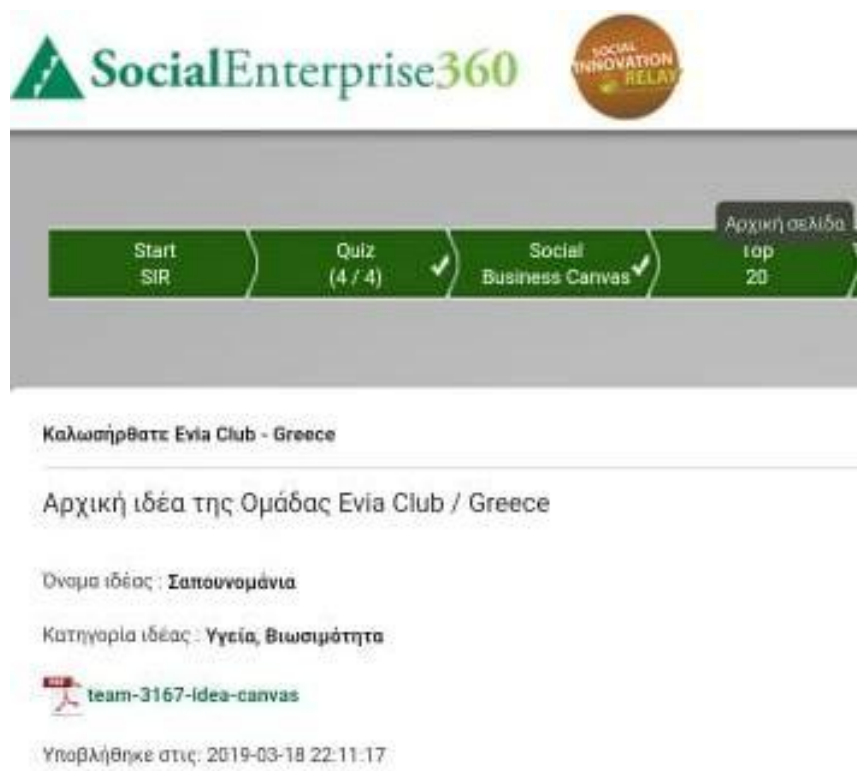 SocialEnterprise360
SOCIAL
INNOVATION
RELAY
Αρχική σελίδα
Start
SIR
Quiz
(4 / 4)
Social
Business Canvas
Top
20
Καλωσήρθατε Evia Club - Greece
Αρχική ιδέα της Ομάδας Evia Club / Greece
Όνομα ιδέας : Σαπουνομάνια
Κατηγορία ιδέας : Υγεία, Βιωσιμότητα
team-3167-idea-canvas
Υποβλήθηκε στις: 2019-03-18 22:11:17